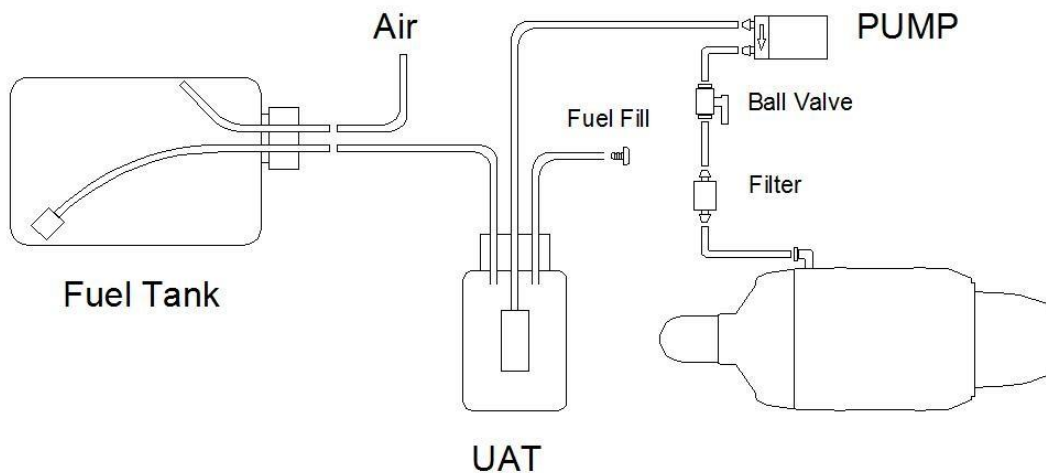 Air
PUMP
Ball Valve
Fuel Fill
Filter
Fuel Tank
UAT